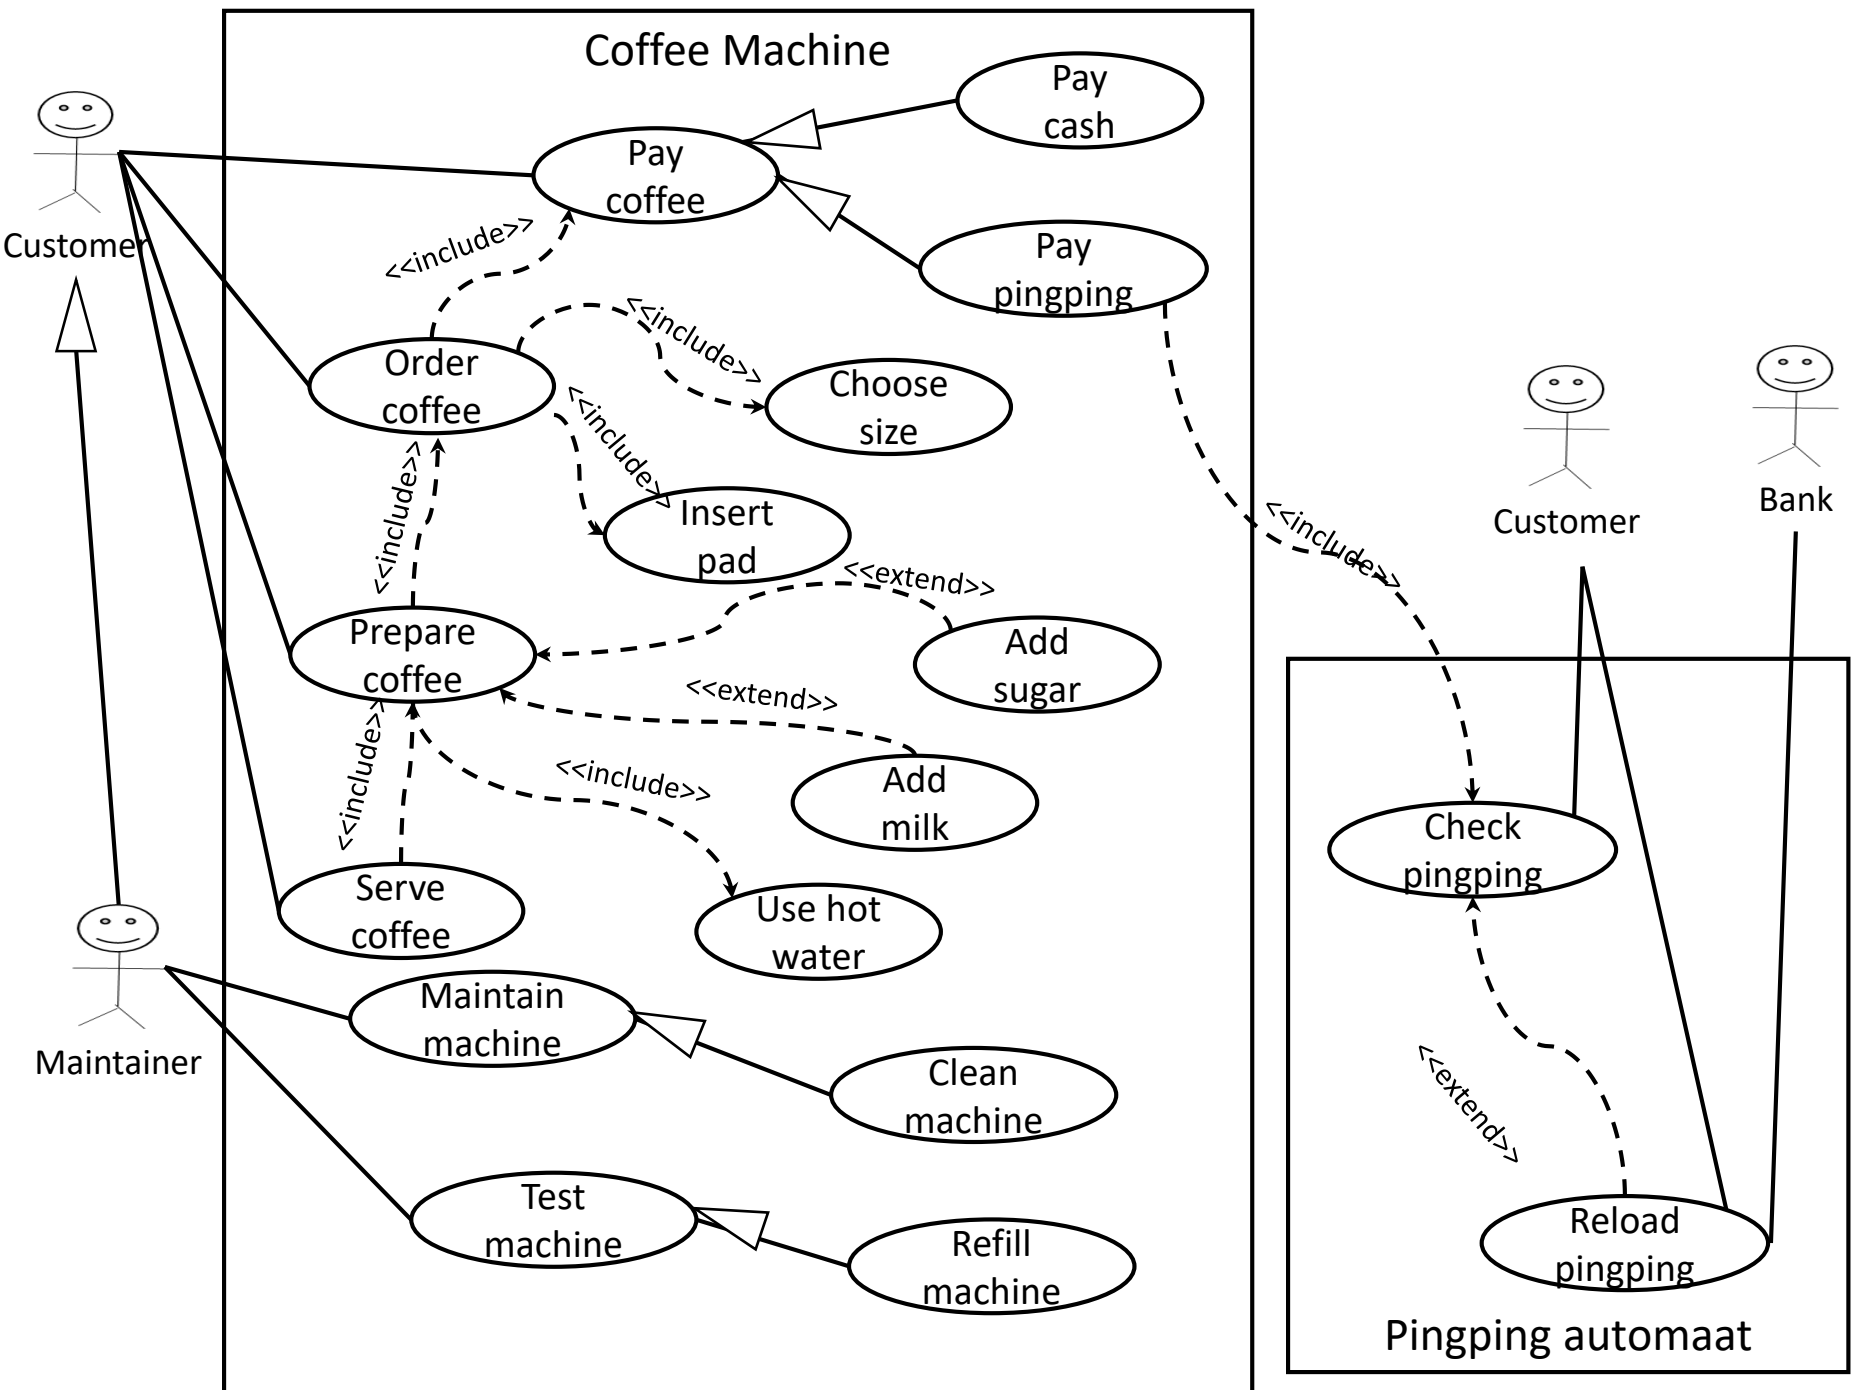 Coffee Machine
Pay
cash
Pay
coffee
<<include>>
Customer
Pay
pingping
<<include>>
Order
coffee
Choose
size
<<include>>
Insert
pad
<<include>>
<<include>>
Customer
Bank
<<extend>>
Prepare
coffee
Add
sugar
<<extend>>
<<include>>
<<include>>
Add
milk
Check
pingping
Serve
coffee
Use hot
water
Maintain
machine
Maintainer
Clean
machine
<<extend>>
Test
machine
Refill
machine
Reload
pingping
Pingping automaat